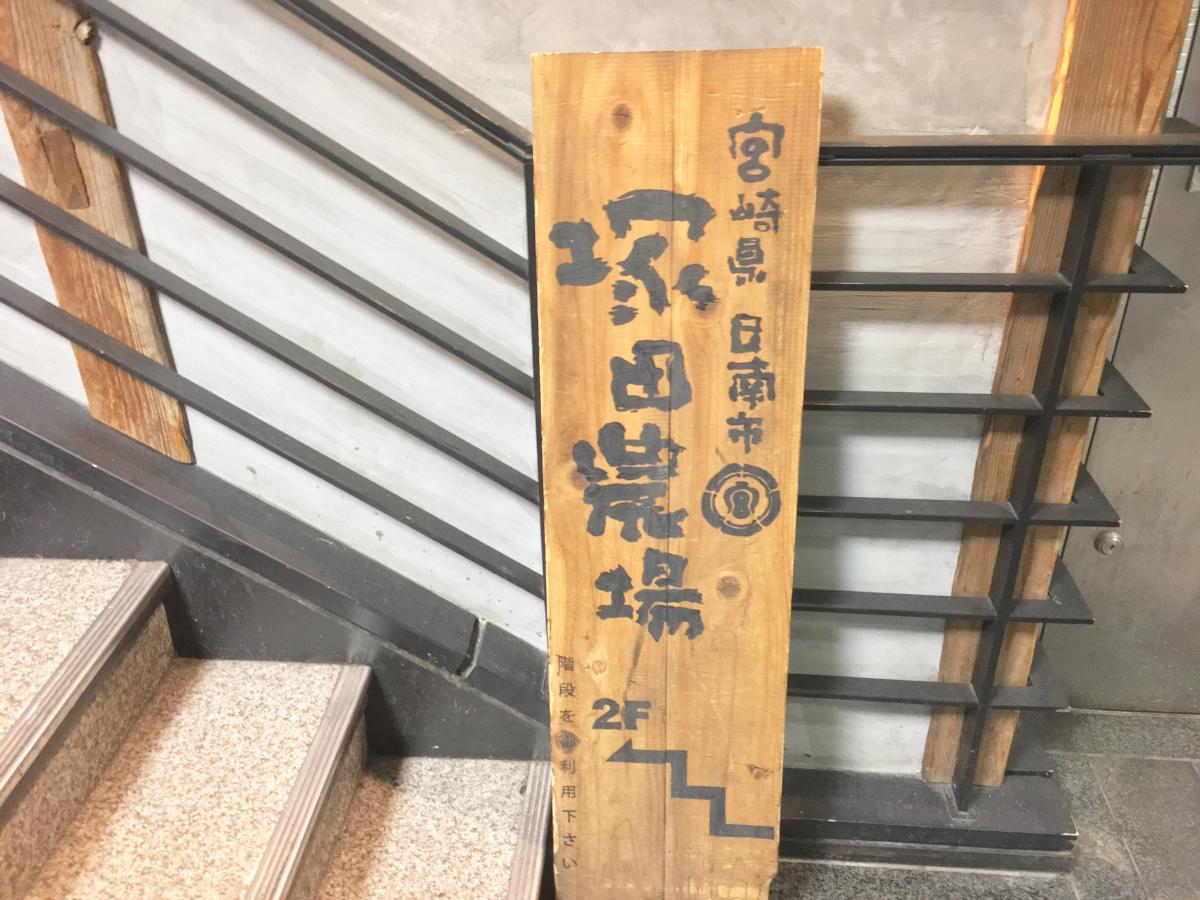 宮崎県 日南市
宮
塚田農場
2F
階段を御利用下さい